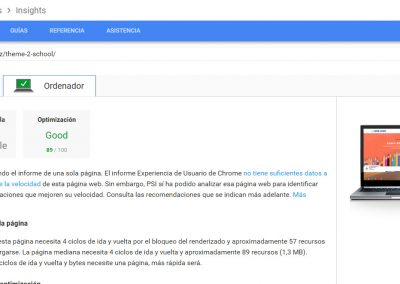 Insights
GUÍAS REFERENCIA ASISTENCIA
z/theme-2-school/
Ordenador
Optimización
Good
89 / 100
ndo el informe de una sola página. El informe Experiencia de Usuario de Chrome no tiene suficientes datos a
e la velocidad de esta página web. Sin embargo, PSI sí ha podido analizar esa página web para identificar
aciones que mejoren su velocidad. Consulta las recomendaciones que se indican más adelante. Más
la página
esta página necesita 4 ciclos de ida y vuelta por el bloqueo del renderizado y aproximadamente 57 recursos
rgarse. La página mediana necesita 4 ciclos de ida y vuelta y aproximadamente 89 recursos (1,3 MB).
ciclos de ida y vuelta y bytes necesite una página, más rápida será.